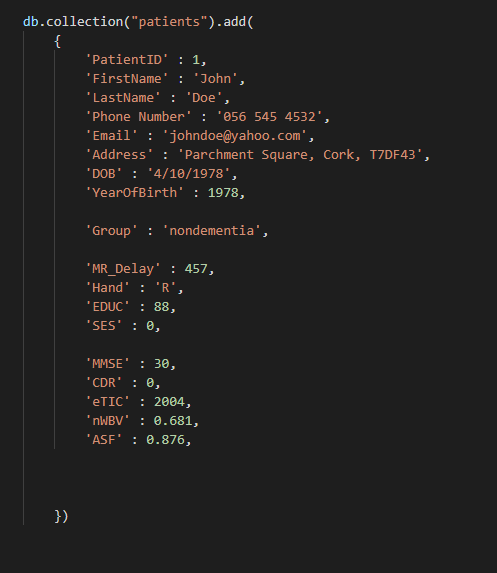 db.collection("patients").add(
{
'PatientID' : 1,
'FirstName' : 'John',
'LastName' : 'Doe',
'Phone Number' : '056 545 4532',
'Email' : 'johndoe@yahoo.com',
'Address' : 'Parchment Square, Cork, T7DF43',
'DOB' : '4/10/1978',
'YearOfBirth' : 1978,
'Group' : 'nondementia',
'MR_Delay' : 457,
'Hand' : 'R',
'EDUC' : 88,
'SES' : 0,
'MMSE' : 30,
'CDR' : 0,
'eTIC' : 2004,
'nWBV' : 0.681,
'ASF' : 0.876,
})